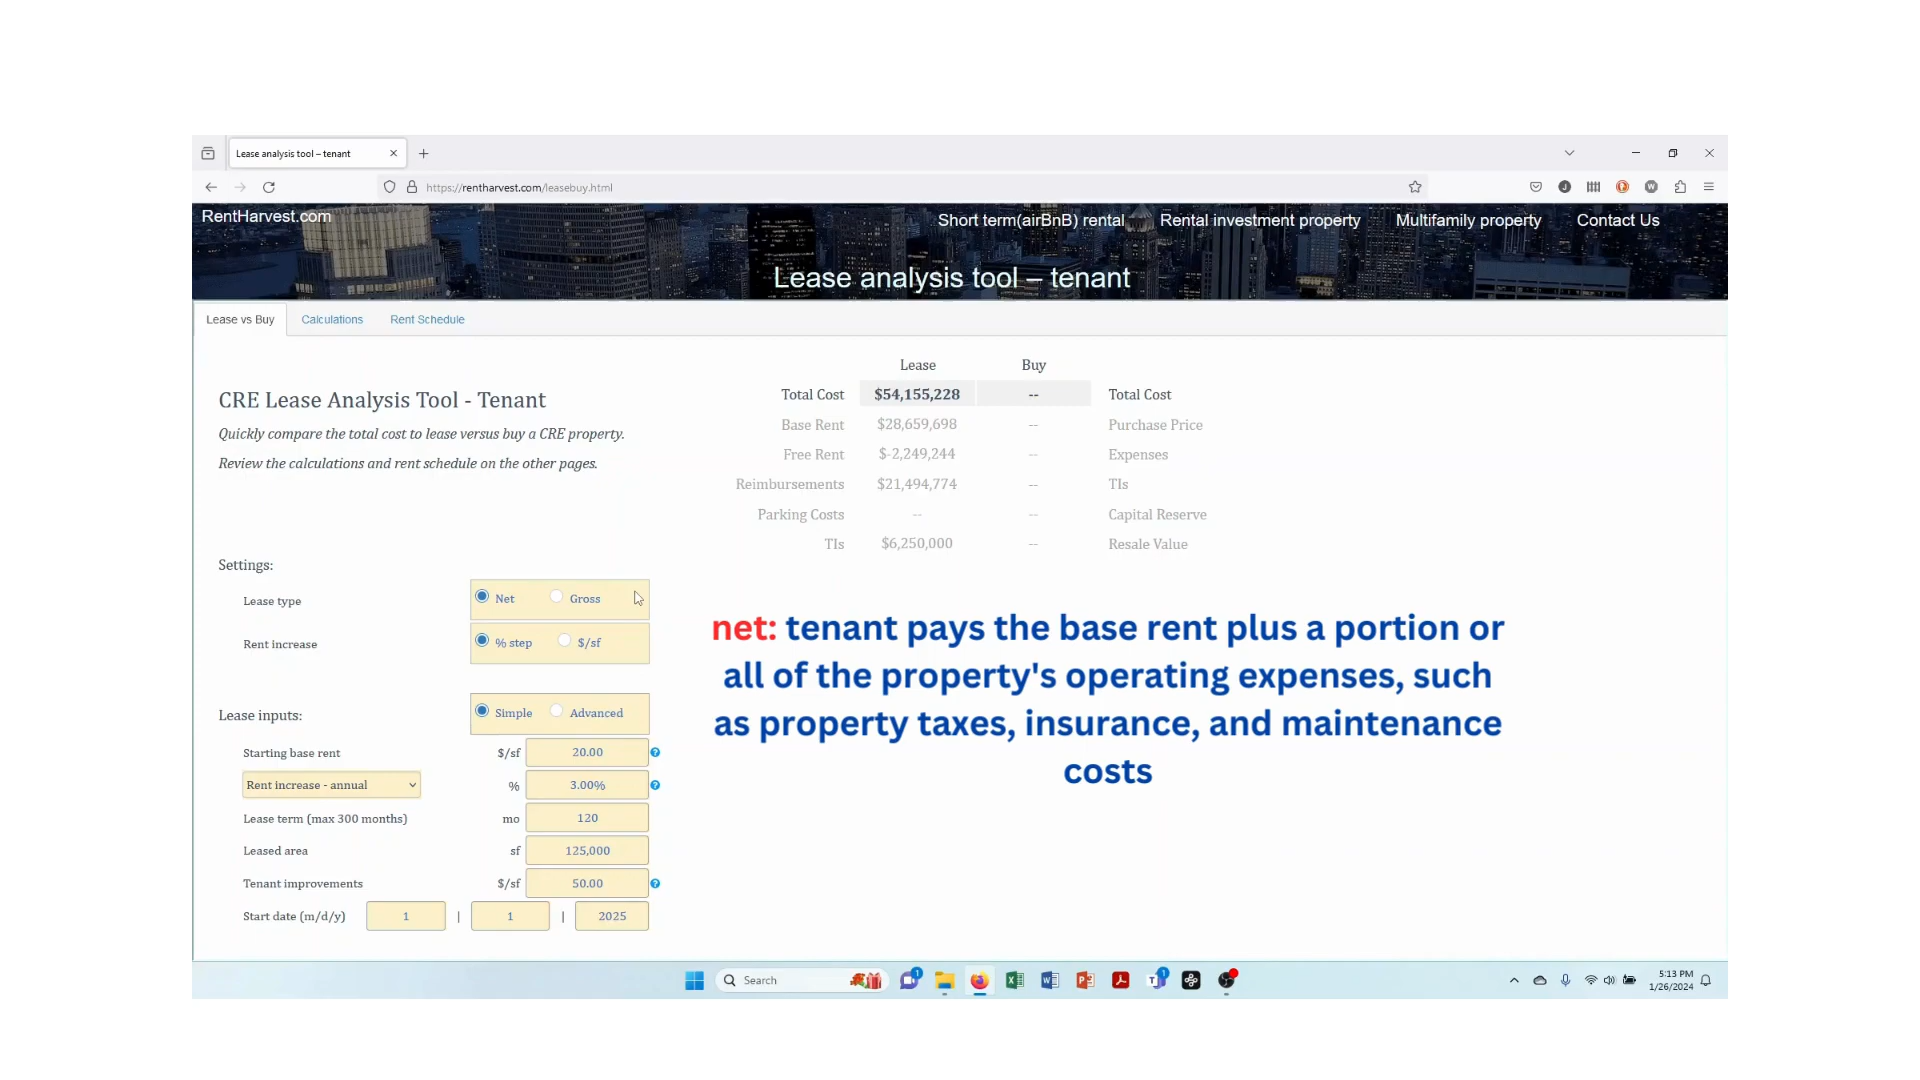 Lease analysis tool – tenant
https://rentharvest.com/leasebuy.html
RentHarvest.com
Short term(airBnB) rental
Rental investment property
Multifamily property
Contact Us
Lease analysis tool – tenant
Lease vs Buy
Calculations
Rent Schedule
CRE Lease Analysis Tool - Tenant
Quickly compare the total cost to lease versus buy a CRE property.
Review the calculations and rent schedule on the other pages.
Lease Buy
Total Cost $54,155,228 -- Total Cost
Base Rent $28,659,698 -- Purchase Price
Free Rent $-2,249,244 -- Expenses
Reimbursements $21,494,774 -- TIs
Parking Costs -- -- Capital Reserve
TIs $6,250,000 -- Resale Value
Settings:
Lease type Net Gross
Rent increase % step $/sf
Lease inputs: Simple Advanced
Starting base rent $/sf 20.00 ?
Rent increase - annual % 3.00% ?
Lease term (max 300 months) mo 120
Leased area sf 125,000
Tenant improvements $/sf 50.00 ?
Start date (m/d/y) 1 | 1 | 2025
net: tenant pays the base rent plus a portion or
all of the property's operating expenses, such
as property taxes, insurance, and maintenance
costs
Search
5:13 PM
1/26/2024